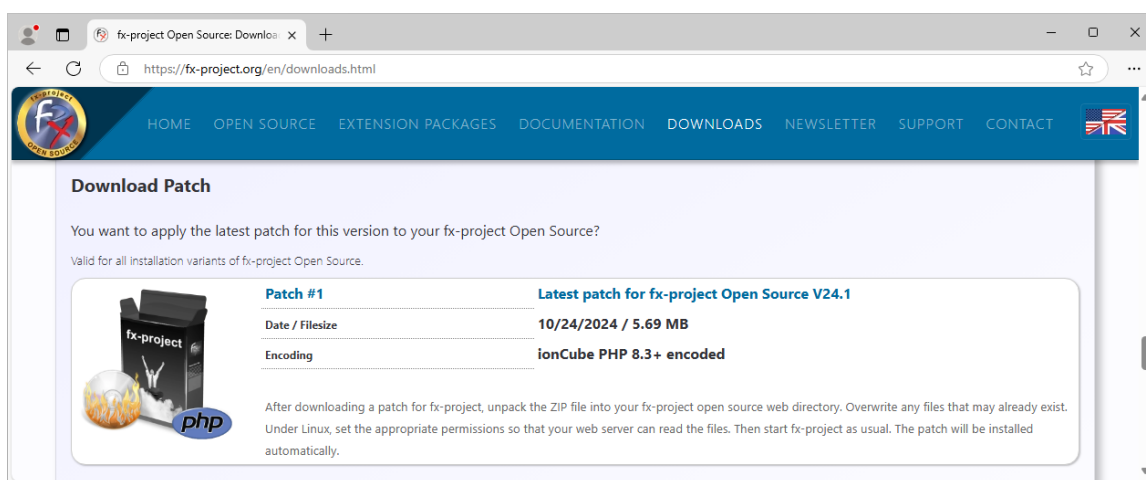 fx-project Open Source: Downloa
https://fx-project.org/en/downloads.html
fx-project
OPEN SOURCE
HOME OPEN SOURCE EXTENSION PACKAGES DOCUMENTATION DOWNLOADS NEWSLETTER SUPPORT CONTACT
Download Patch
You want to apply the latest patch for this version to your fx-project Open Source?
Valid for all installation variants of fx-project Open Source.
fx-project
php
Patch #1 Latest patch for fx-project Open Source V24.1
Date / Filesize 10/24/2024 / 5.69 MB
Encoding ionCube PHP 8.3+ encoded
After downloading a patch for fx-project, unpack the ZIP file into your fx-project open source web directory. Overwrite any files that may already exist.
Under Linux, set the appropriate permissions so that your web server can read the files. Then start fx-project as usual. The patch will be installed
automatically.